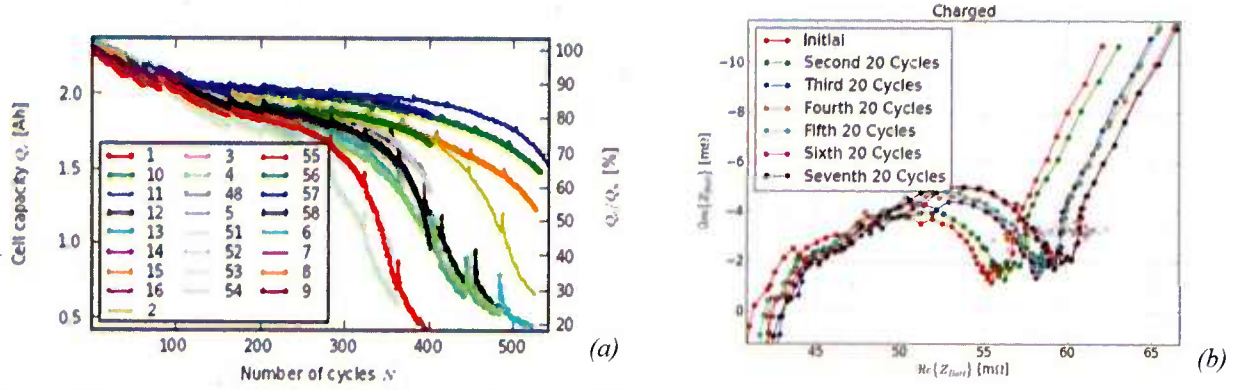 Cell capacity Q. [Ah]
2.0
1.5
1.0
0.5
100
90
80
70
60
50
40
30
20
[%]
1 3 55
10 4 56
11 48 57
12 5 58
13 51 6
14 52 7
15 53 8
16 54 9
2
100 200 300 400 500
Number of cycles N
(a)
Charged
-10
-8
-6
-4
-2
0
Initial
Second 20 Cycles
Third 20 Cycles
Fourth 20 Cycles
Fifth 20 Cycles
Sixth 20 Cycles
Seventh 20 Cycles
45 50 55 60 65
(b)